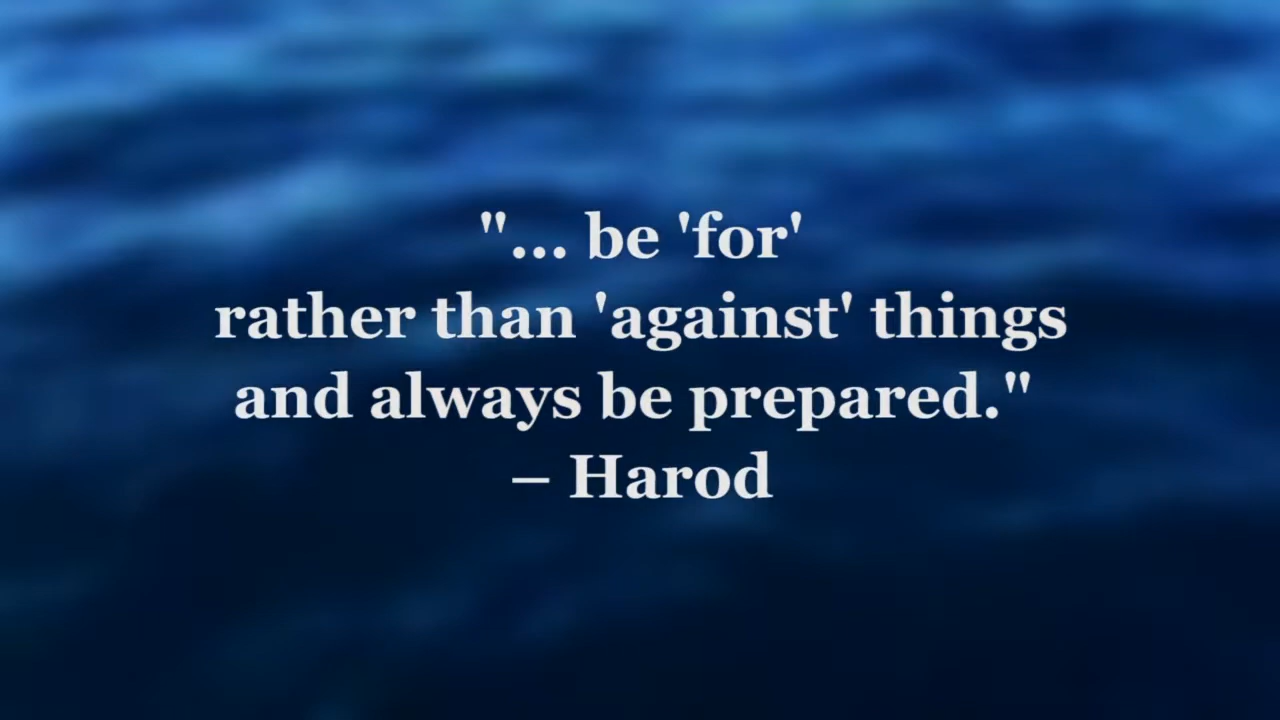 "... be 'for'
rather than 'against' things
and always be prepared."
– Harod